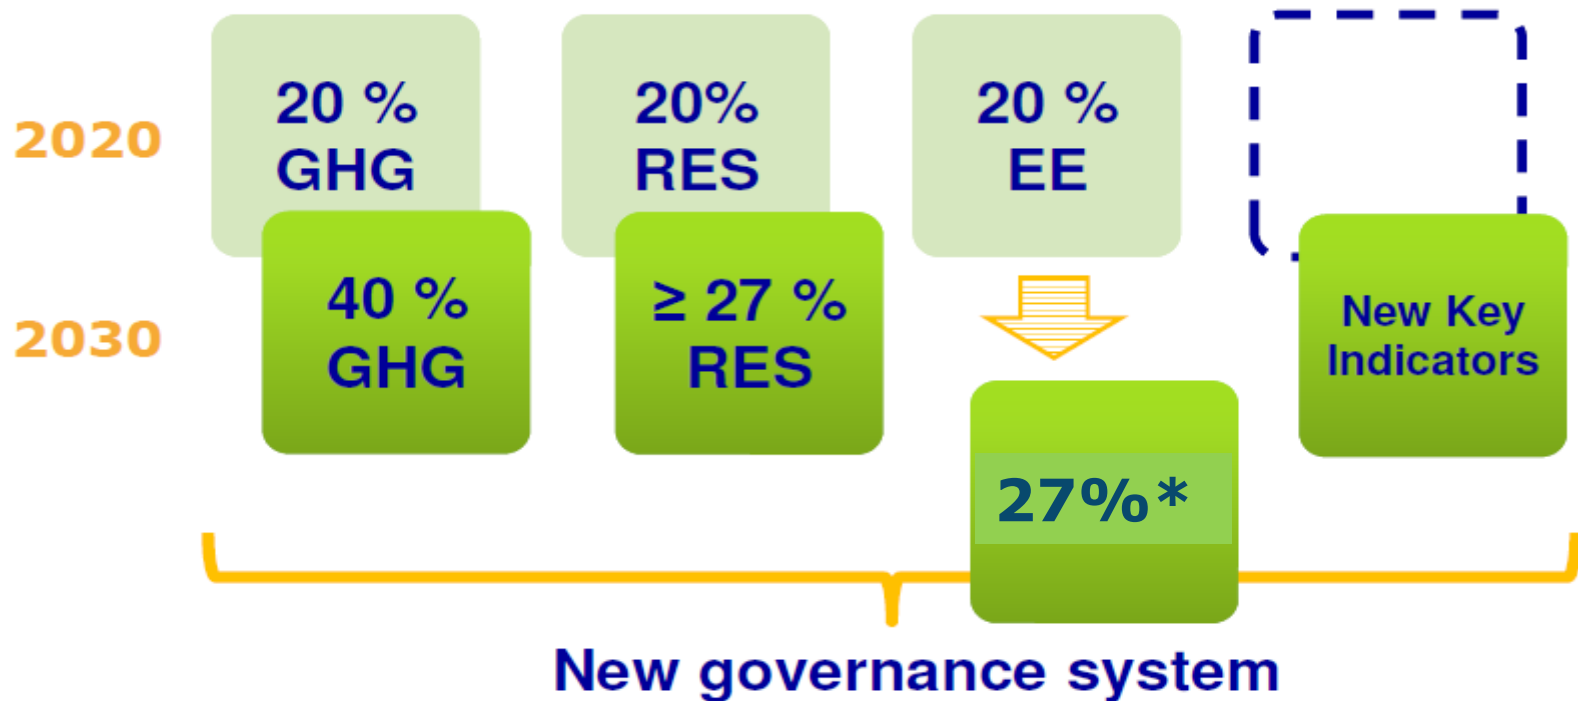 2020
20 %
GHG
20%
RES
20 %
EE
2030
40 %
GHG
≥ 27 %
RES
27%*
New Key
Indicators
New governance system